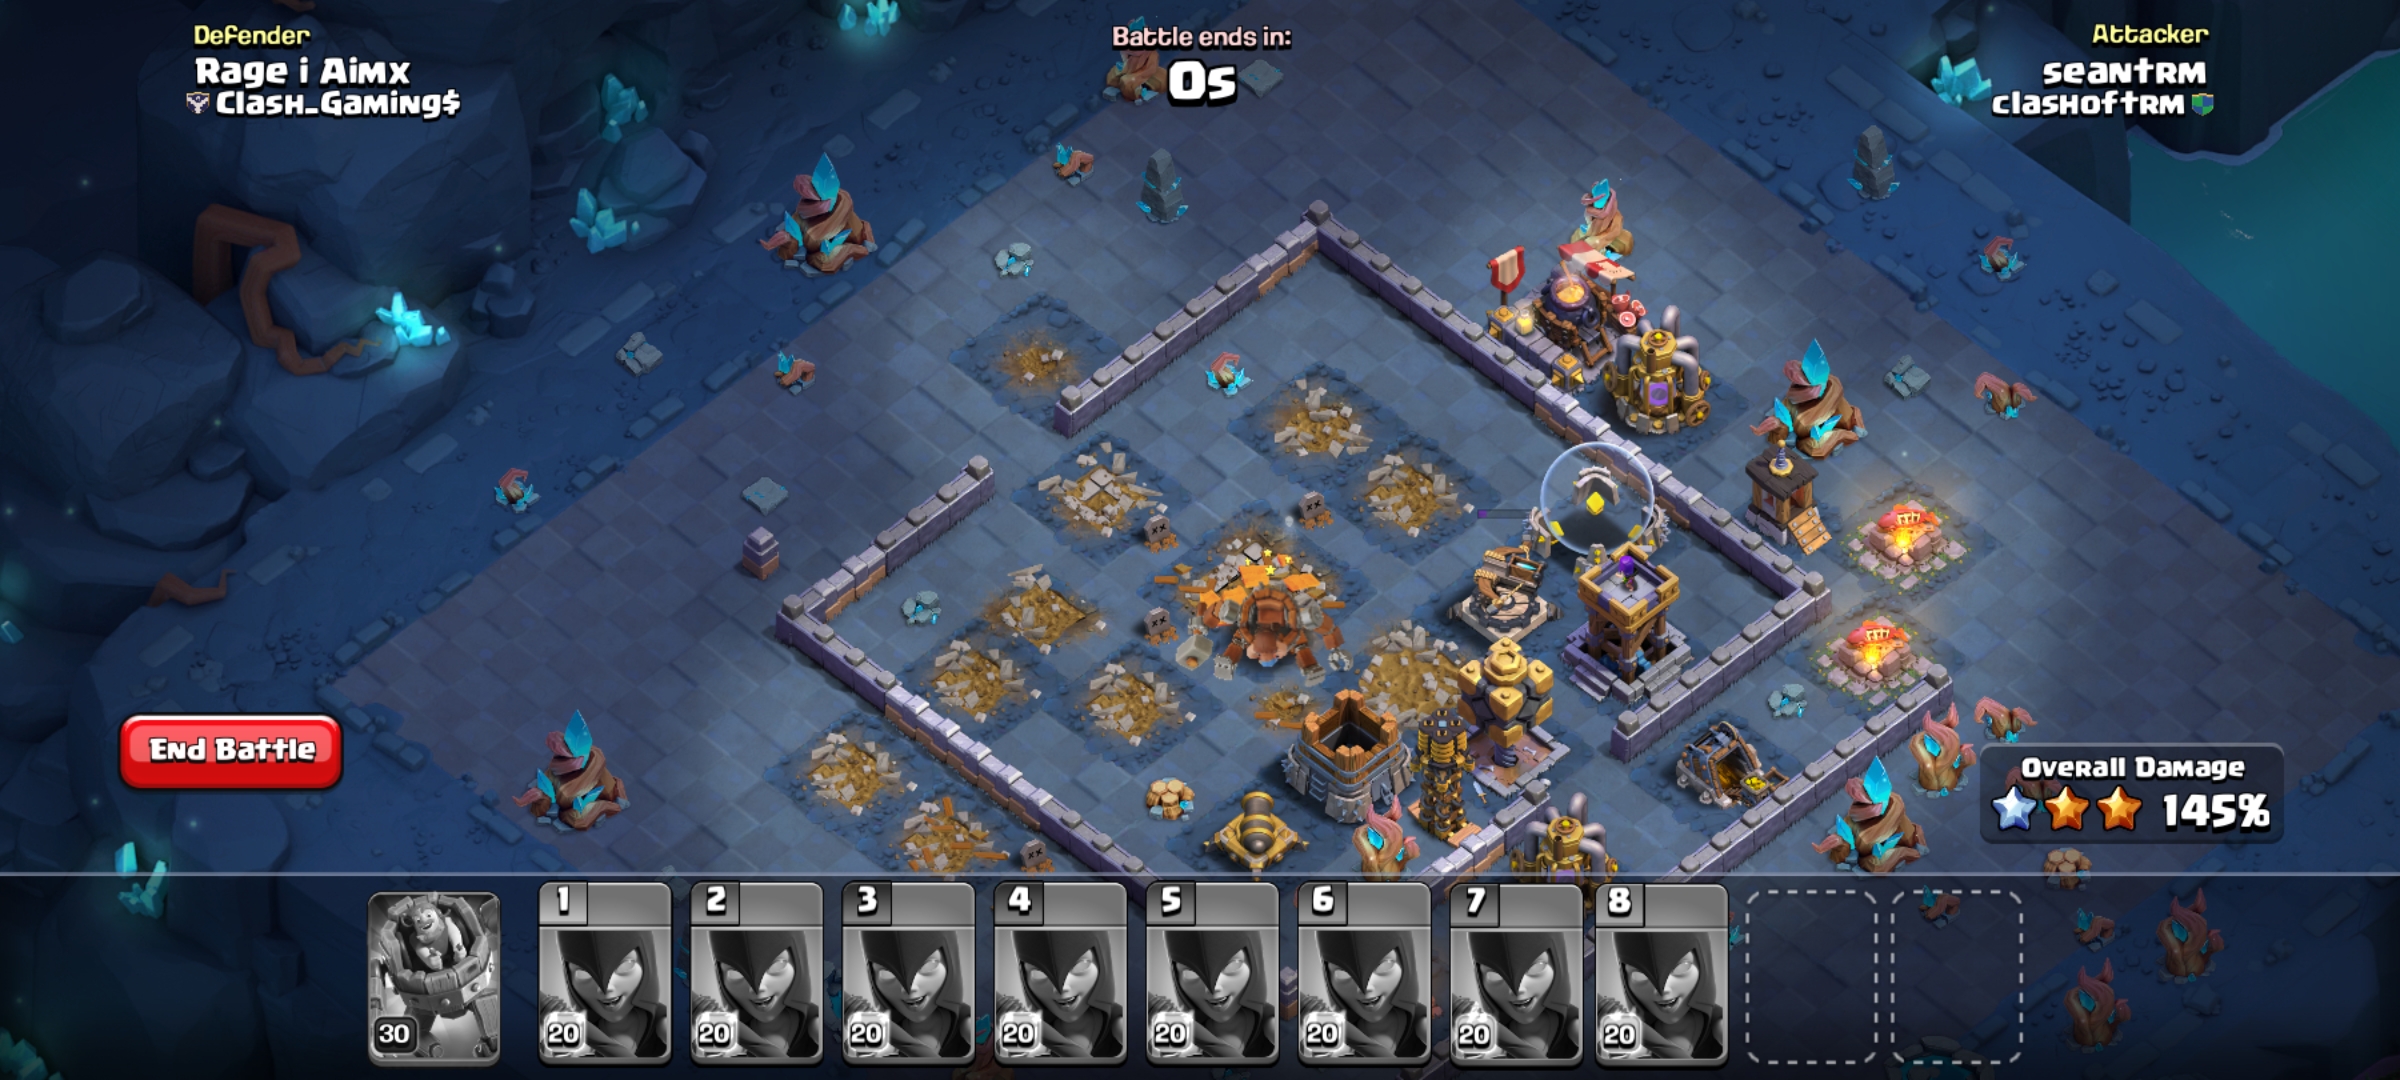 Defender
Rage i Aimx
Clash_Gaming$
Battle ends in:
0s
Attacker
seantrm
clashoftrm
End Battle
Overall Damage
145%
30
1
20
2
20
3
20
4
20
5
20
6
20
7
20
8
20